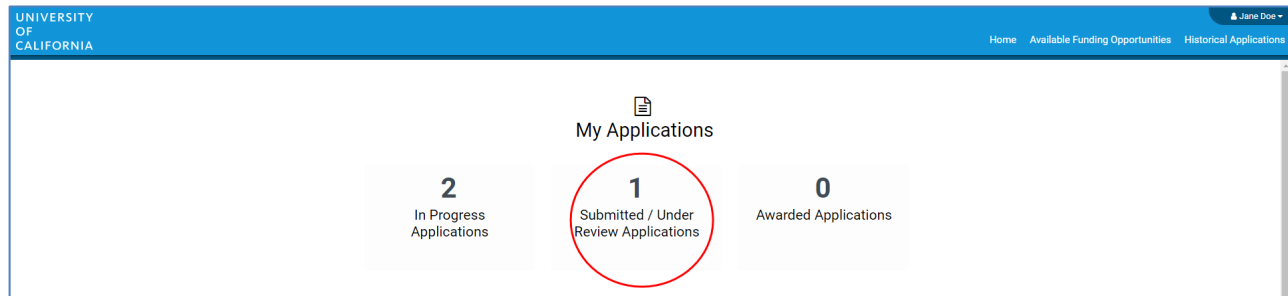 UNIVERSITY
OF
CALIFORNIA
Jane Doe
Home Available Funding Opportunities Historical Applications
My Applications
2
In Progress
Applications
1
Submitted / Under
Review Applications
0
Awarded Applications